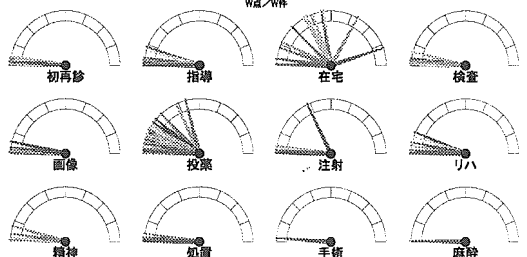 W点/W枠
初再診 指導 在宅 検査
画像 投薬 注射 リハ
精神 処置 手術 麻酔